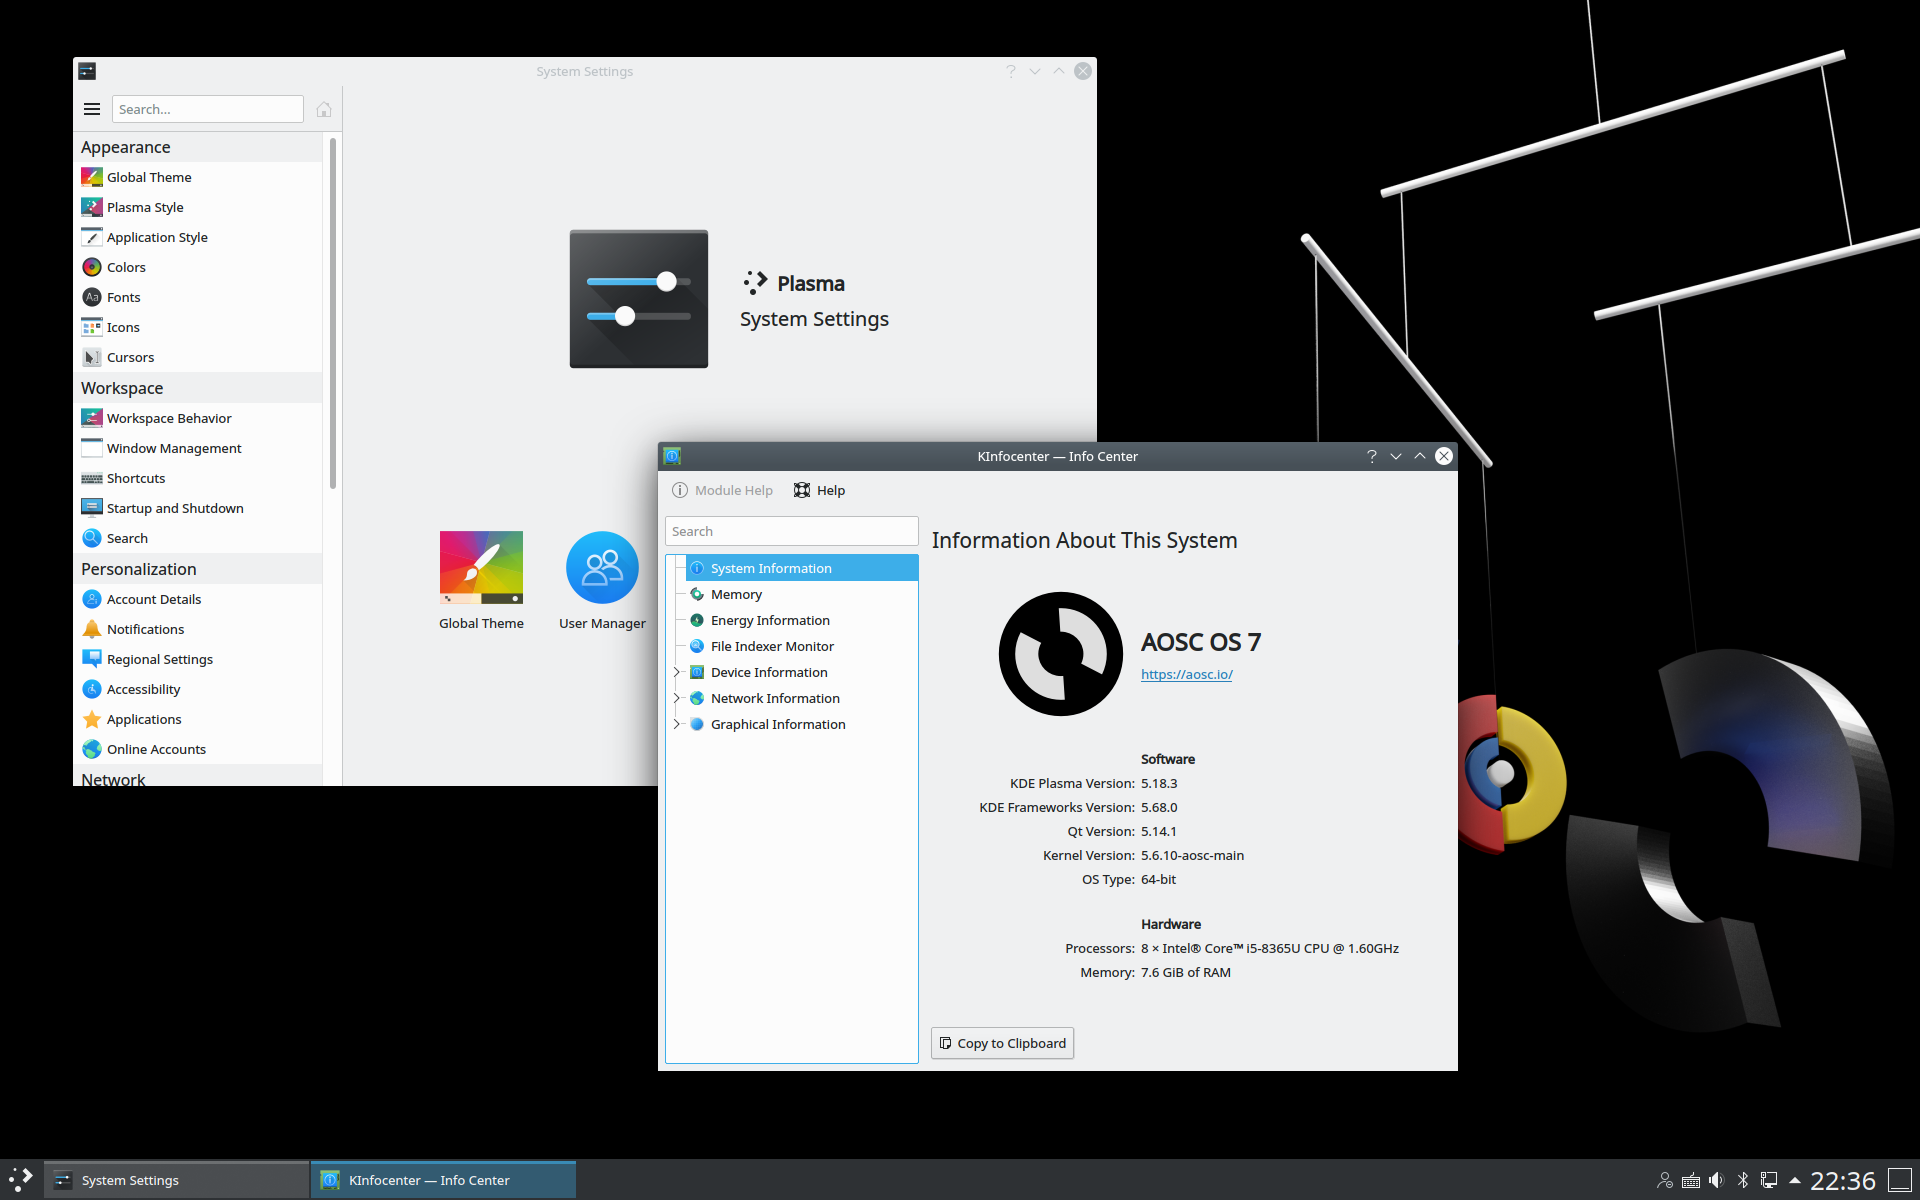 System Settings
Search...
Appearance
Global Theme
Plasma Style
Application Style
Colors
Aa
Fonts
Icons
Cursors
Workspace
Workspace Behavior
Window Management
Shortcuts
Startup and Shutdown
Search
Personalization
Account Details
Notifications
Regional Settings
Accessibility
Applications
Online Accounts
Network
Plasma
System Settings
Global Theme
User Manager
KInfocenter — Info Center
Module Help
Help
Search
System Information
Memory
Energy Information
File Indexer Monitor
Device Information
Network Information
Graphical Information
Information About This System
AOSC OS 7
https://aosc.io/
Software
KDE Plasma Version: 5.18.3
KDE Frameworks Version: 5.68.0
Qt Version: 5.14.1
Kernel Version: 5.6.10-aosc-main
OS Type: 64-bit
Hardware
Processors: 8 × Intel® Core™ i5-8365U CPU @ 1.60GHz
Memory: 7.6 GiB of RAM
Copy to Clipboard
System Settings
KInfocenter — Info Center
22:36